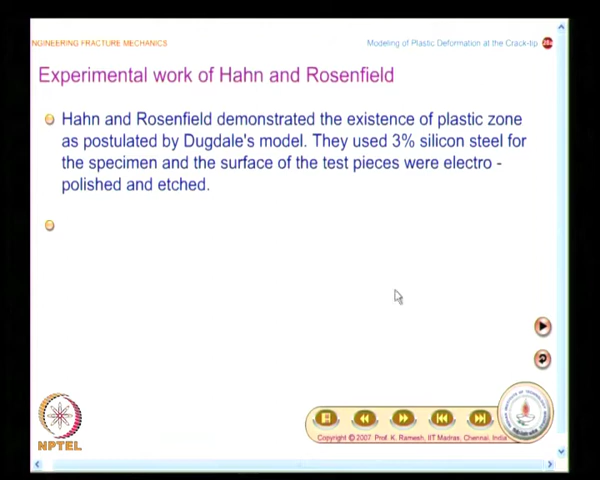 NGINEERING FRACTURE MECHANICS
Modeling of Plastic Deformation at the Crack-tip
Experimental work of Hahn and Rosenfield
Hahn and Rosenfield demonstrated the existence of plastic zone
as postulated by Dugdale's model. They used 3% silicon steel for
the specimen and the surface of the test pieces were electro -
polished and etched.
NPTEL
Copyright © 2007 Prof. K. Ramesh, IIT Madras, Chennai, India